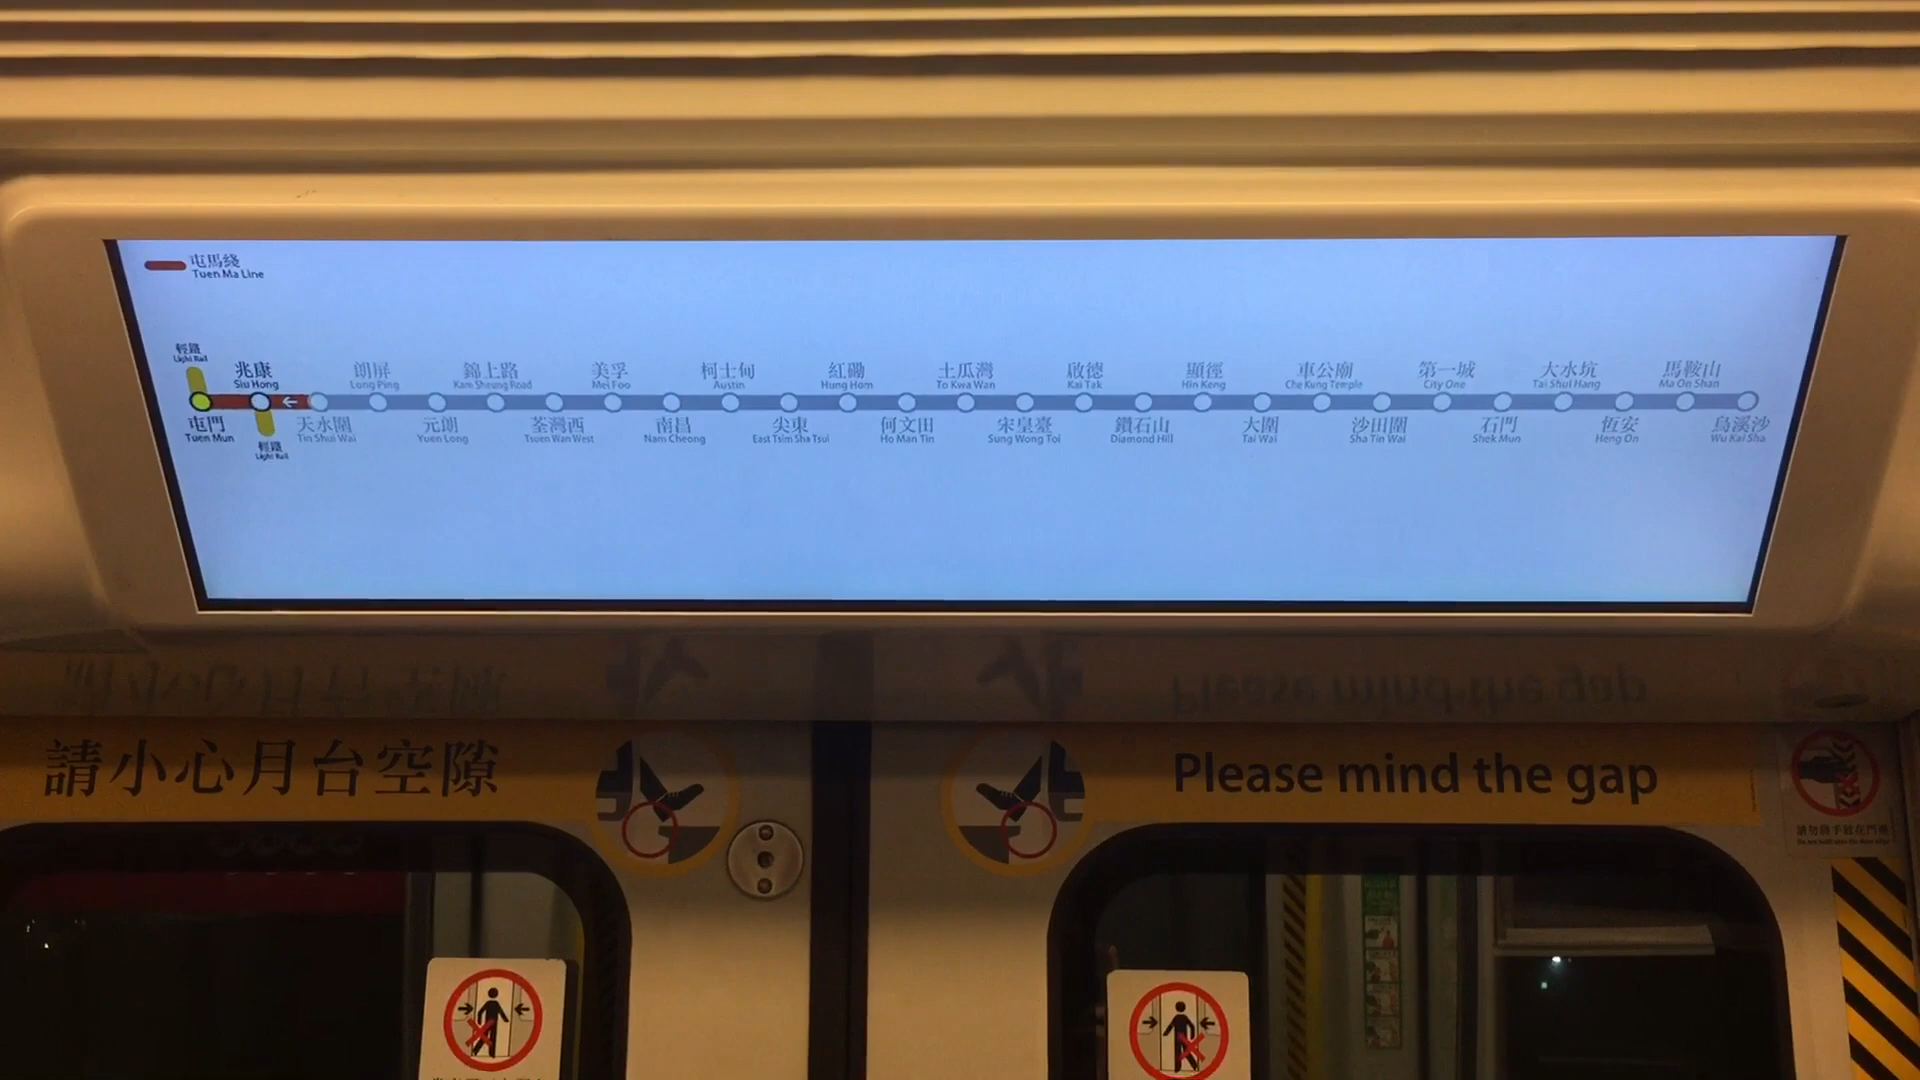 屯馬綫
Tuen Ma Line
輕鐵
Light Rail
兆康
Siu Hong
朗屏
Long Ping
錦上路
Kam Sheung Road
美孚
Mei Foo
柯士甸
Austin
紅磡
Hung Hom
土瓜灣
To Kwa Wan
啟德
Kai Tak
顯徑
Hin Keng
車公廟
Che Kung Temple
第一城
City One
大水坑
Tai Shui Hang
馬鞍山
Ma On Shan
屯門
Tuen Mun
輕鐵
Light Rail
天水圍
Tin Shui Wai
元朗
Yuen Long
荃灣西
Tsuen Wan West
南昌
Nam Cheong
尖東
East Tsim Sha Tsui
何文田
Ho Man Tin
宋皇臺
Sung Wong Toi
鑽石山
Diamond Hill
大圍
Tai Wai
沙田圍
Sha Tin Wai
石門
Shek Mun
恆安
Heng On
烏溪沙
Wu Kai Sha
請小心月台空隙
Please mind the gap